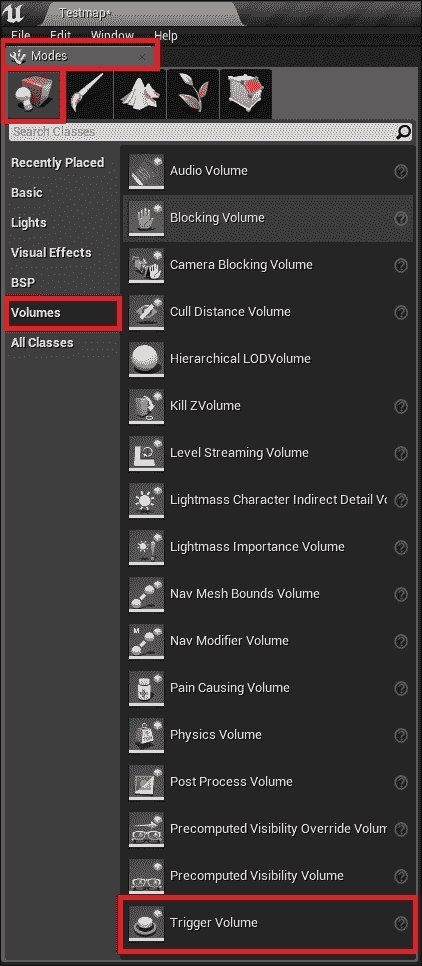 Testmap*
File Edit Window Help
Modes
Search Classes
Recently Placed
Basic
Lights
Visual Effects
BSP
Volumes
All Classes
Audio Volume
Blocking Volume
Camera Blocking Volume
Cull Distance Volume
Hierarchical LODVolume
Kill ZVolume
Level Streaming Volume
Lightmass Character Indirect Detail Vo
Lightmass Importance Volume
Nav Mesh Bounds Volume
Nav Modifier Volume
Pain Causing Volume
Physics Volume
Post Process Volume
Precomputed Visibility Override Volum
Precomputed Visibility Volume
Trigger Volume